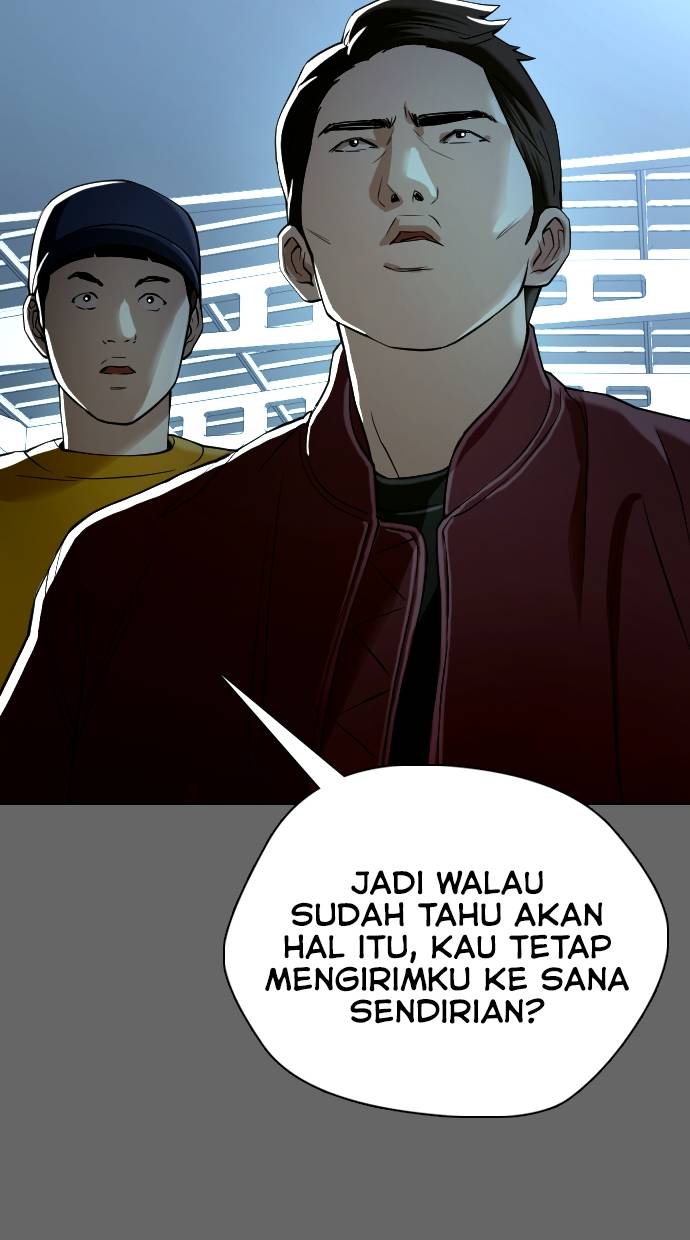 JADI WALAU
SUDAH TAHU AKAN
HAL ITU, KAU TETAP
MENGIRIMKU KE SANA
SENDIRIAN?